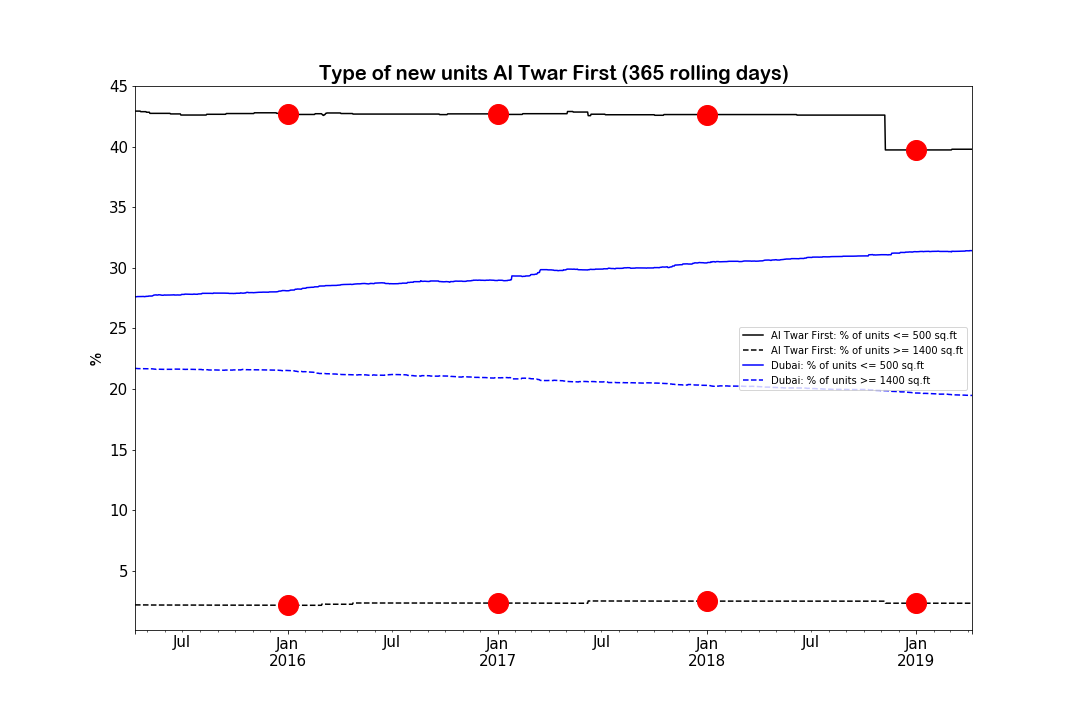 Type of new units Al Twar First (365 rolling days)
45
40
35
30
25
20
15
10
5
%
Al Twar First: % of units <= 500 sq.ft
Al Twar First: % of units >= 1400 sq.ft
Dubai: % of units <= 500 sq.ft
Dubai: % of units >= 1400 sq.ft
Jul Jan Jul Jan Jul Jan Jul Jan
2016 2017 2018 2019